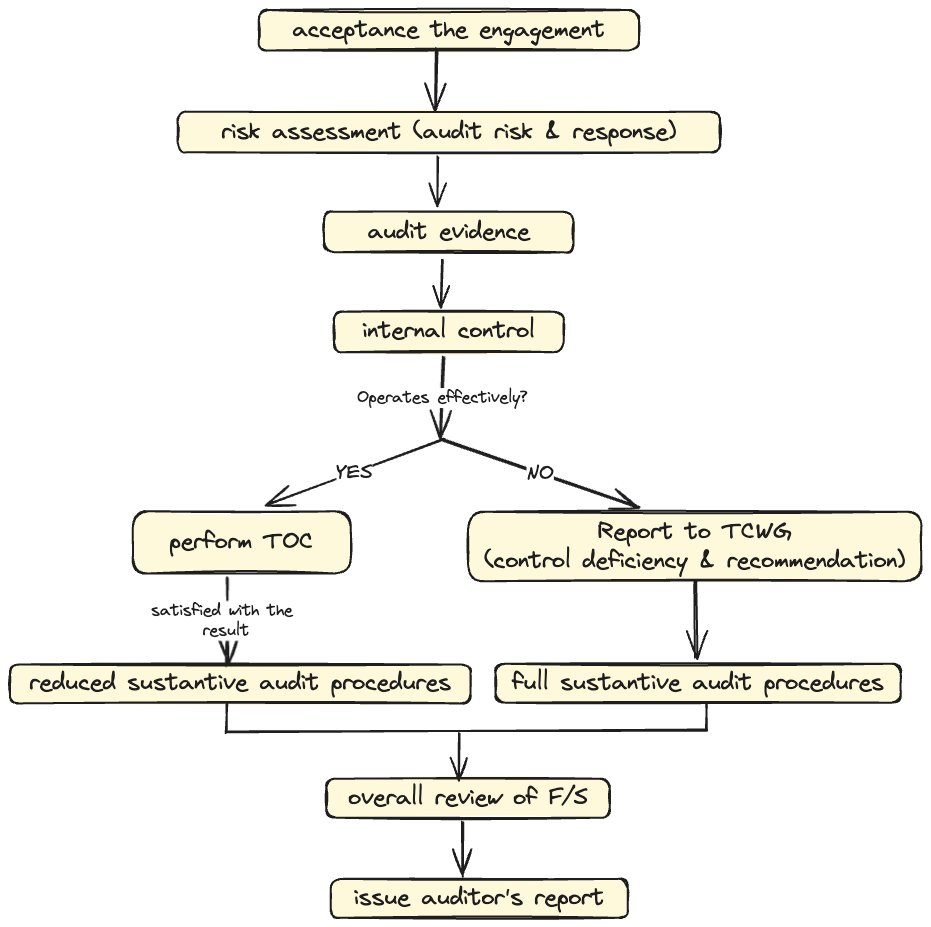 acceptance the engagement
risk assessment (audit risk & response)
audit evidence
internal control
Operates effectively?
YES
NO
perform TOC
Report to TCWG
(control deficiency & recommendation)
satisfied with the
result
reduced sustantive audit procedures
full sustantive audit procedures
overall review of F/S
issue auditor's report